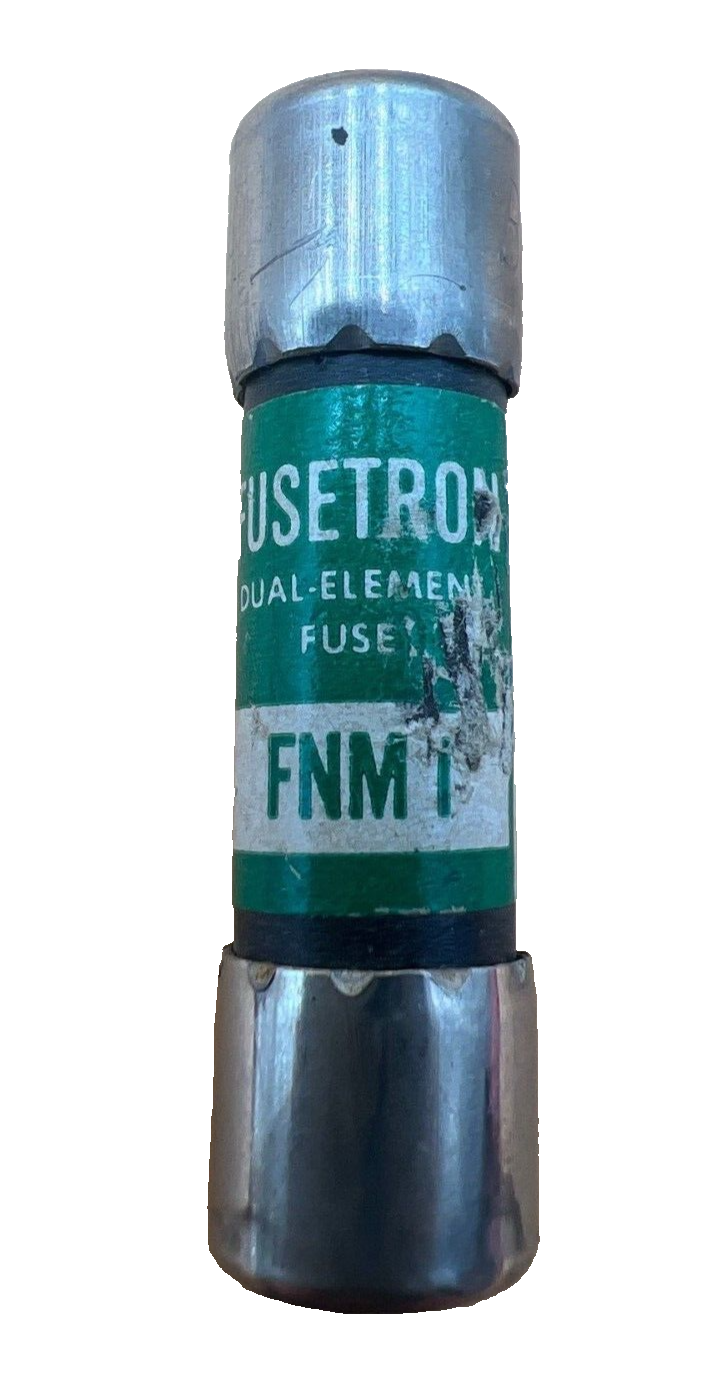 FUSETRON
DUAL-ELEMENT
FUSE
FNM 1